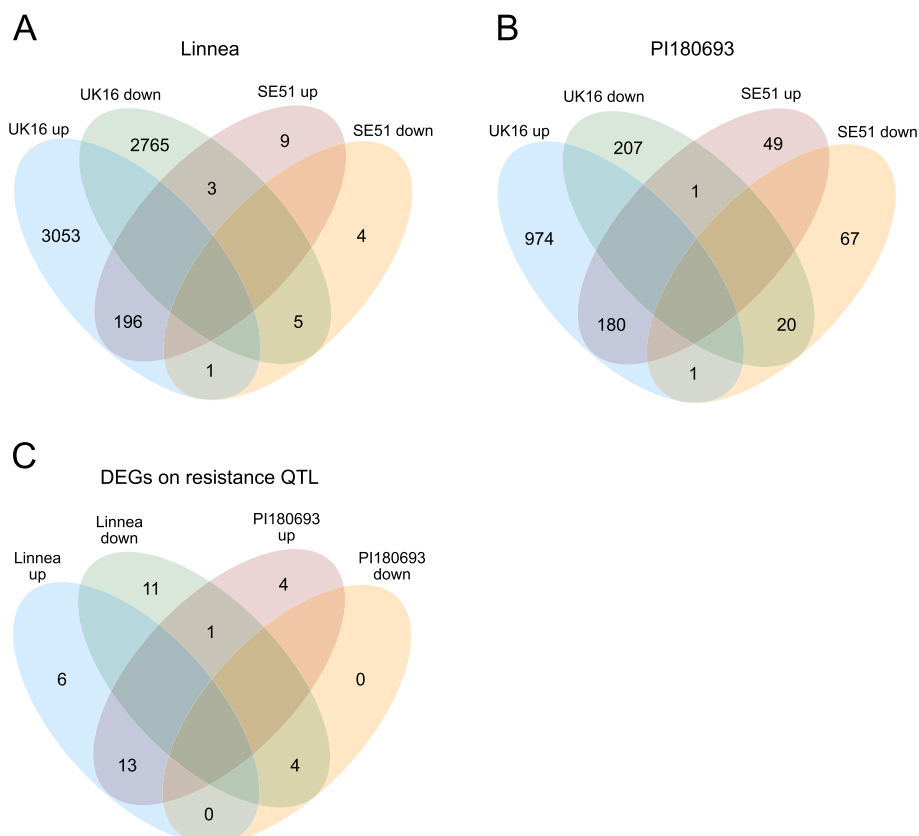 A
Linnea
UK16 up
UK16 down
SE51 up
SE51 down
2765
9
3
3053
4
196
5
1
B
PI180693
UK16 up
UK16 down
SE51 up
SE51 down
207
49
1
974
67
180
20
1
C
DEGs on resistance QTL
Linnea
up
Linnea
down
PI180693
up
PI180693
down
11
4
1
6
0
13
4
0